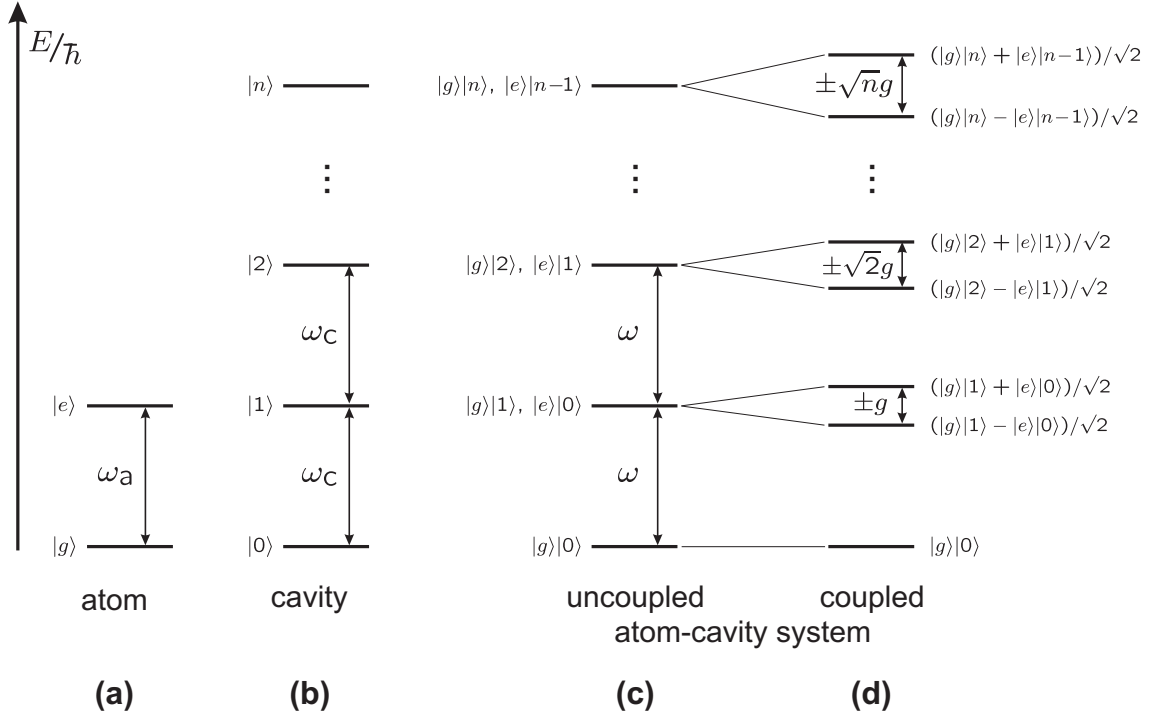 E/ħ
|n⟩
|g⟩|n⟩, |e⟩|n−1⟩
±√n̅g
(|g⟩|n⟩ + |e⟩|n−1⟩)/√2
(|g⟩|n⟩ − |e⟩|n−1⟩)/√2
⋮
⋮
⋮
|2⟩
|g⟩|2⟩, |e⟩|1⟩
±√2̅g
(|g⟩|2⟩ + |e⟩|1⟩)/√2
(|g⟩|2⟩ − |e⟩|1⟩)/√2
ωc
ω
|e⟩
|1⟩
|g⟩|1⟩, |e⟩|0⟩
±g
(|g⟩|1⟩ + |e⟩|0⟩)/√2
(|g⟩|1⟩ − |e⟩|0⟩)/√2
ωa
ωc
ω
|g⟩
|0⟩
|g⟩|0⟩
|g⟩|0⟩
atom
cavity
uncoupled
coupled
atom-cavity system
(a)
(b)
(c)
(d)